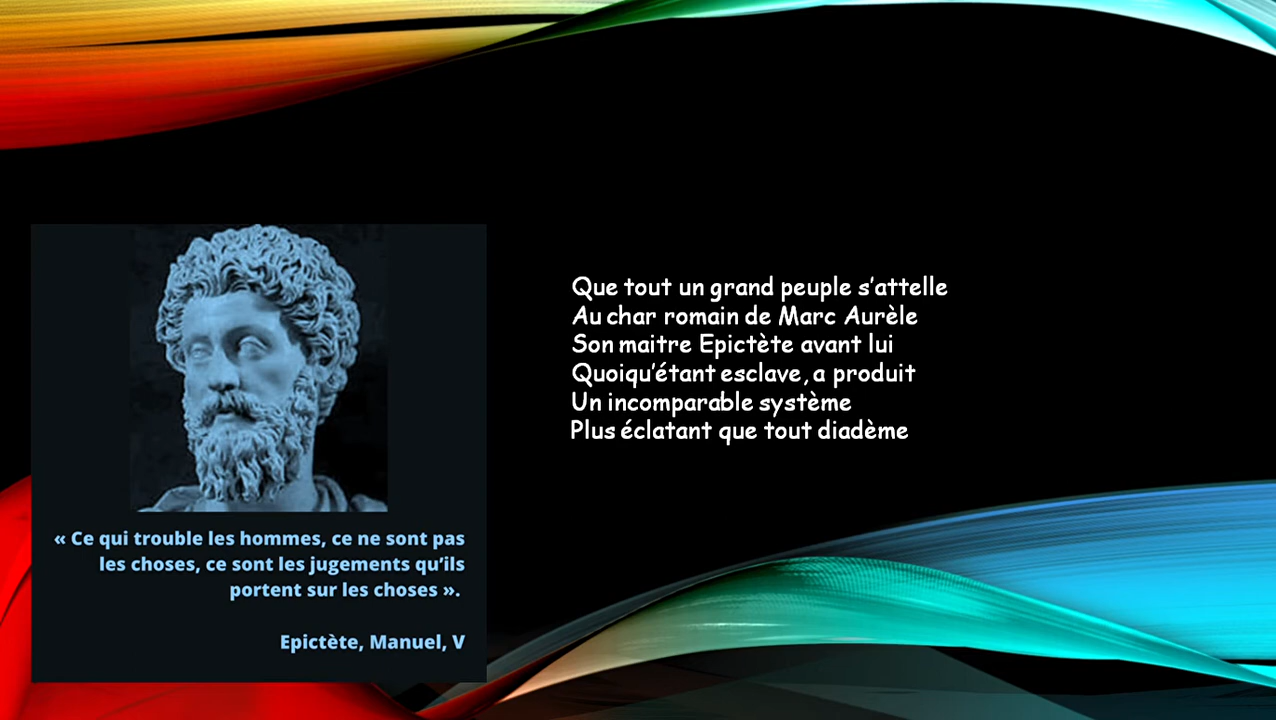 Que tout un grand peuple s’attelle
Au char romain de Marc Aurèle
Son maitre Epictète avant lui
Quoiqu’étant esclave, a produit
Un incomparable système
Plus éclatant que tout diadème
« Ce qui trouble les hommes, ce ne sont pas
les choses, ce sont les jugements qu’ils
portent sur les choses ».
Epictète, Manuel, V